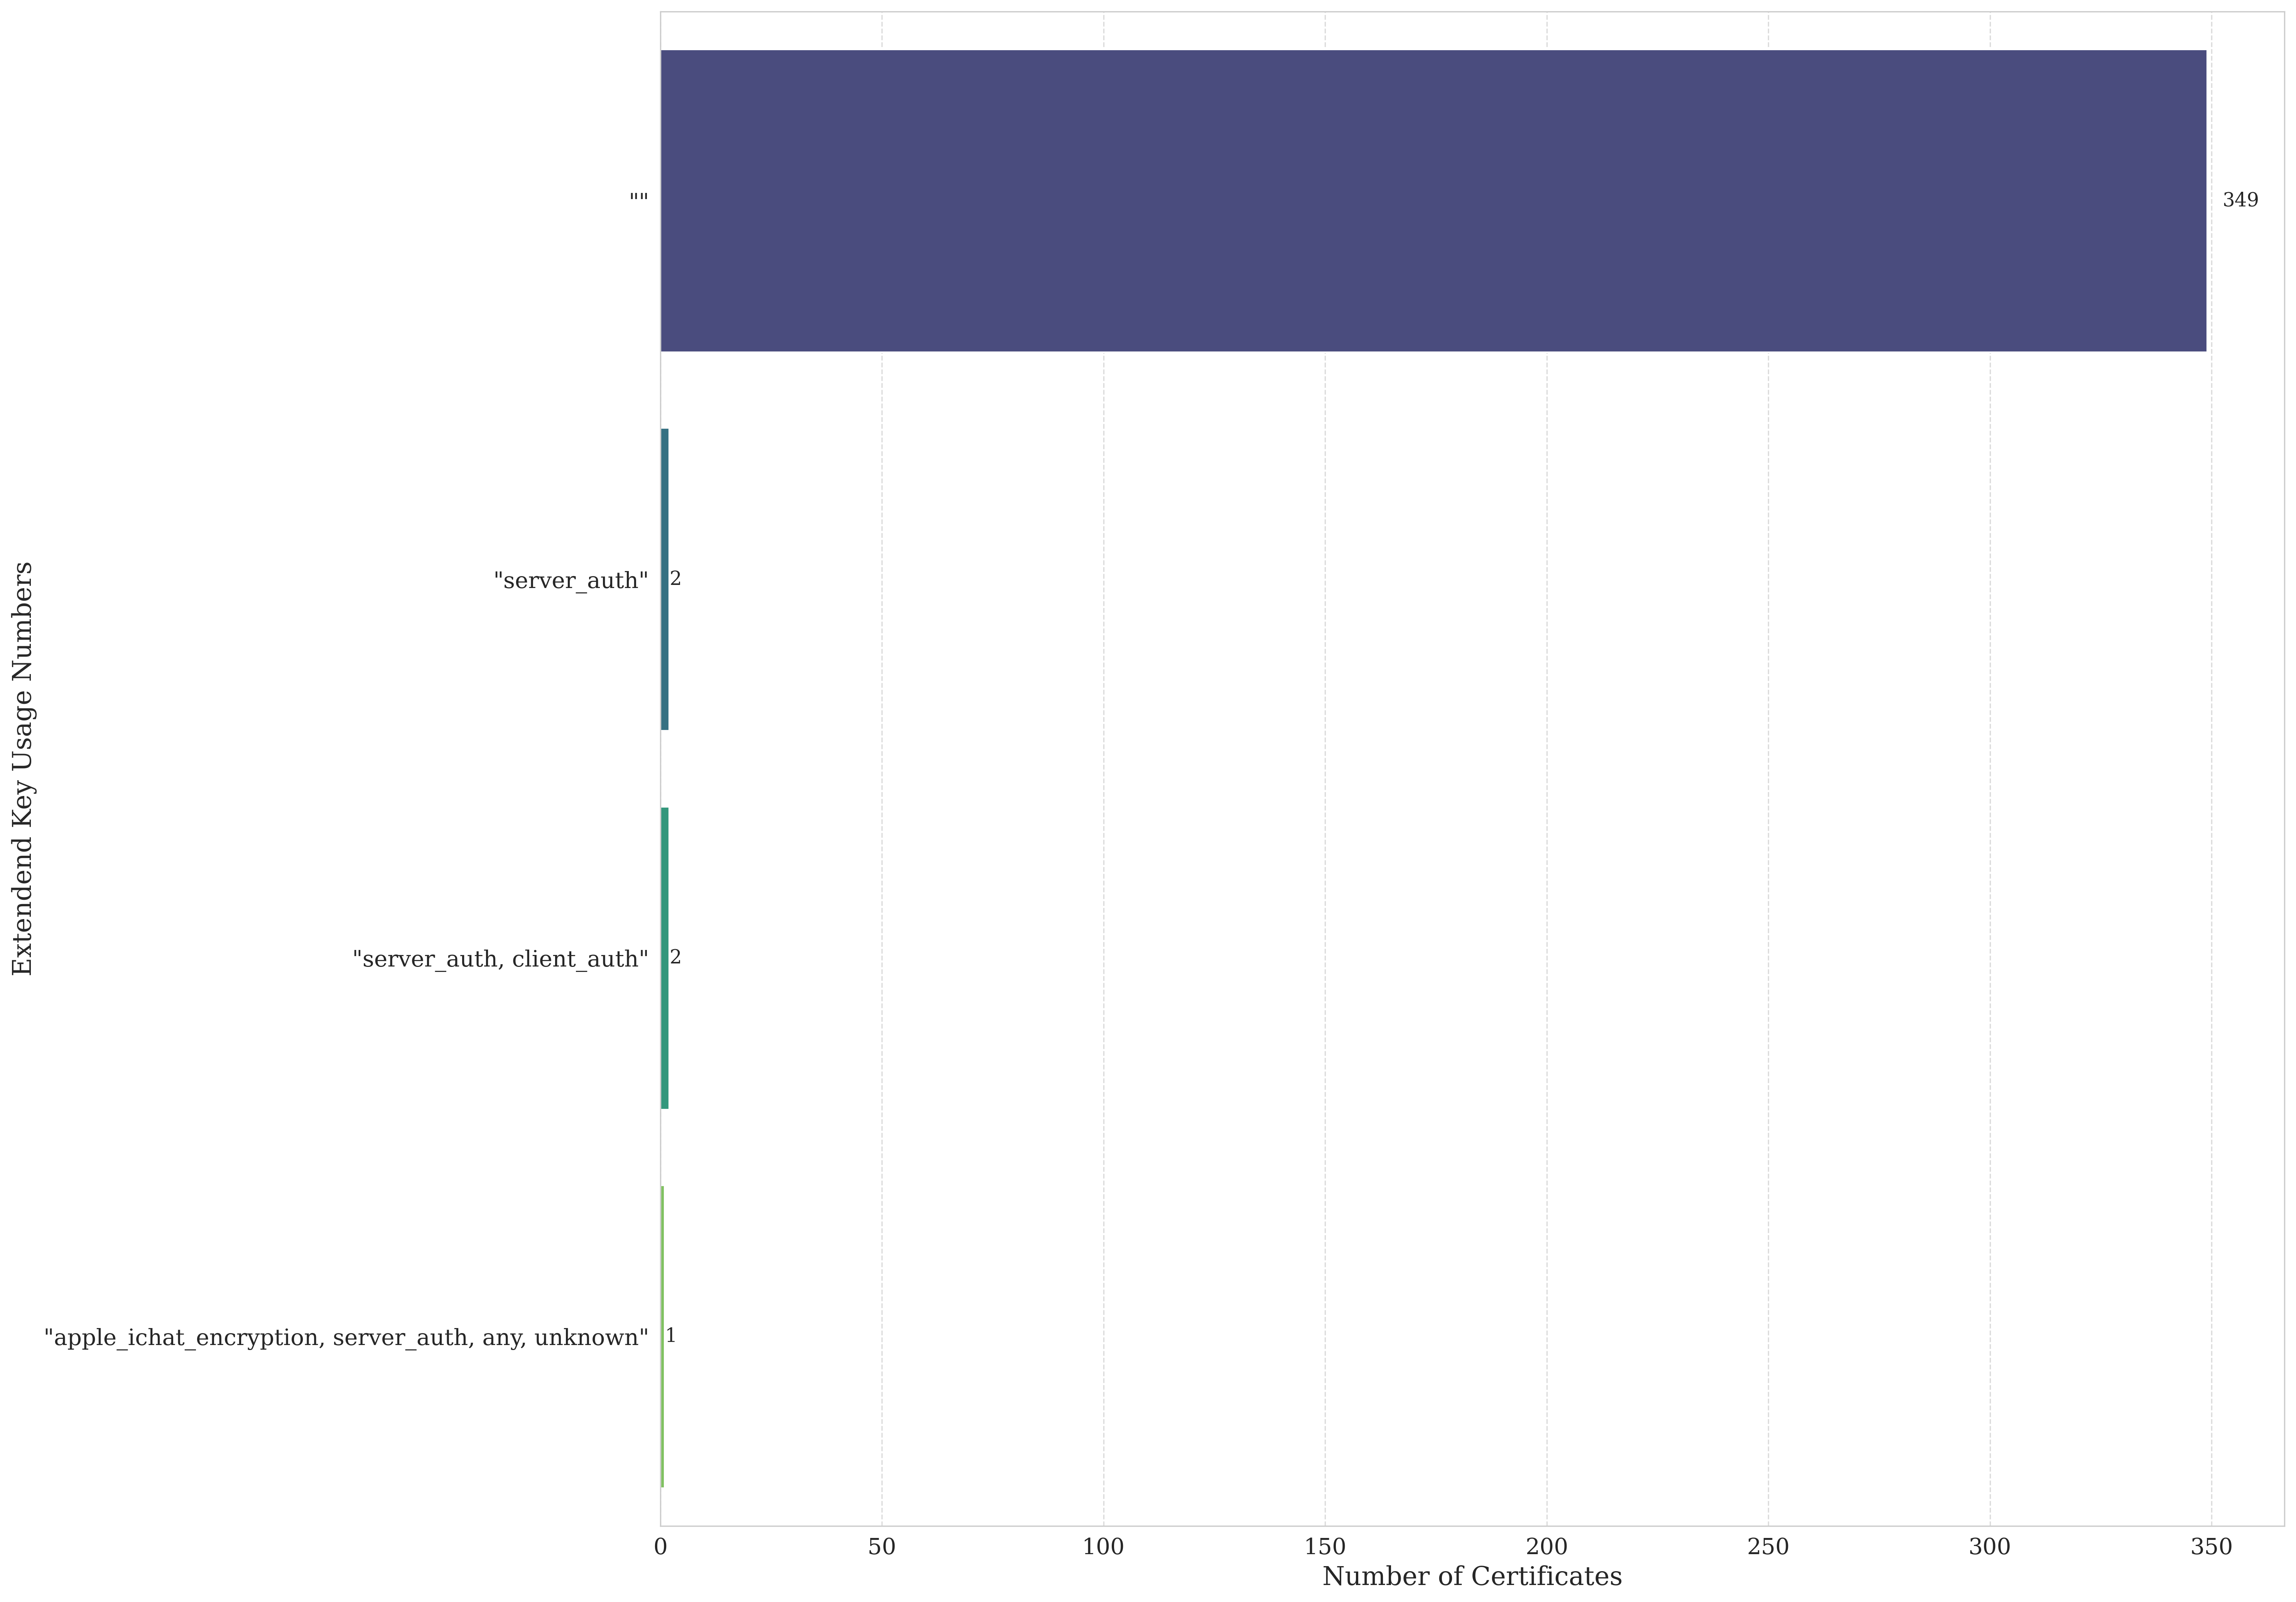 Extendend Key Usage Numbers
"" 349
"server_auth" 2
"server_auth, client_auth" 2
"apple_ichat_encryption, server_auth, any, unknown" 1
0 50 100 150 200 250 300 350
Number of Certificates